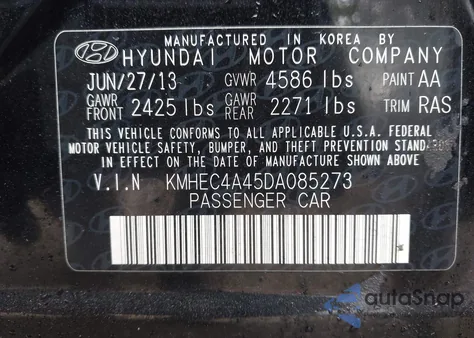 MANUFACTURED IN KOREA BY
HYUNDAI MOTOR COMPANY
JUN/27/13 GVWR 4586 lbs PAINT AA
GAWR FRONT 2425 lbs GAWR REAR 2271 lbs TRIM RAS
THIS VEHICLE CONFORMS TO ALL APPLICABLE U.S.A. FEDERAL
MOTOR VEHICLE SAFETY, BUMPER, AND THEFT PREVENTION STANDARDS
IN EFFECT ON THE DATE OF MANUFACTURE SHOWN ABOVE
V.I.N KMHEC4A45DA085273
PASSENGER CAR
autoSnap